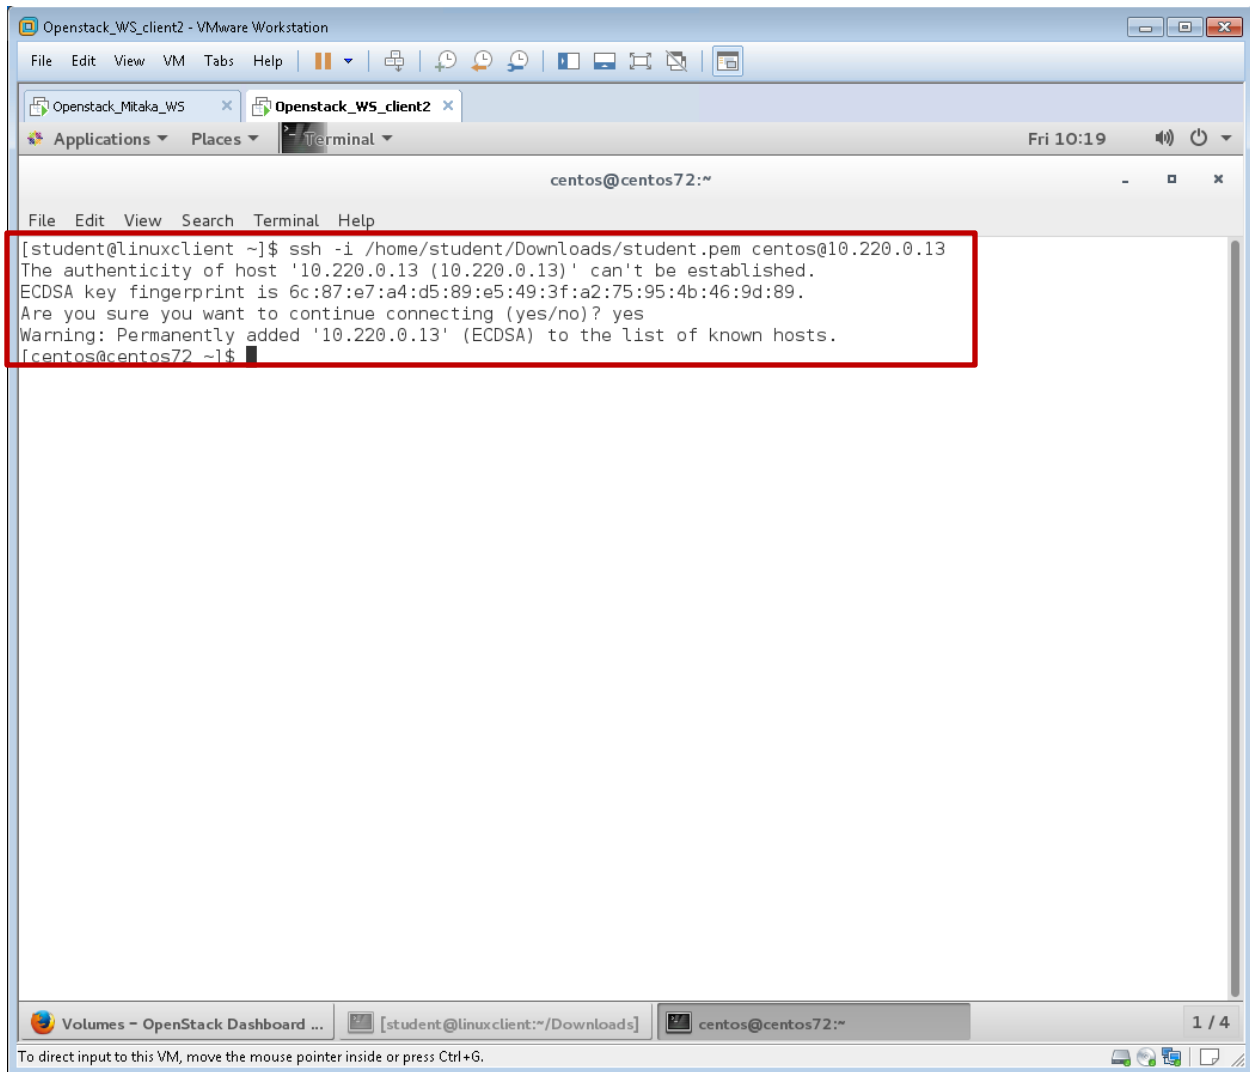 Openstack_WS_client2 - VMware Workstation
File Edit View VM Tabs Help
Openstack_Mitaka_WS Openstack_WS_client2
Applications Places Terminal Fri 10:19
centos@centos72:~
File Edit View Search Terminal Help
[student@linuxclient ~]$ ssh -i /home/student/Downloads/student.pem centos@10.220.0.13
The authenticity of host '10.220.0.13 (10.220.0.13)' can't be established.
ECDSA key fingerprint is 6c:87:e7:a4:d5:89:e5:49:3f:a2:75:95:4b:46:9d:89.
Are you sure you want to continue connecting (yes/no)? yes
Warning: Permanently added '10.220.0.13' (ECDSA) to the list of known hosts.
[centos@centos72 ~]$
Volumes - OpenStack Dashboard ... [student@linuxclient:~/Downloads] centos@centos72:~ 1 / 4
To direct input to this VM, move the mouse pointer inside or press Ctrl+G.